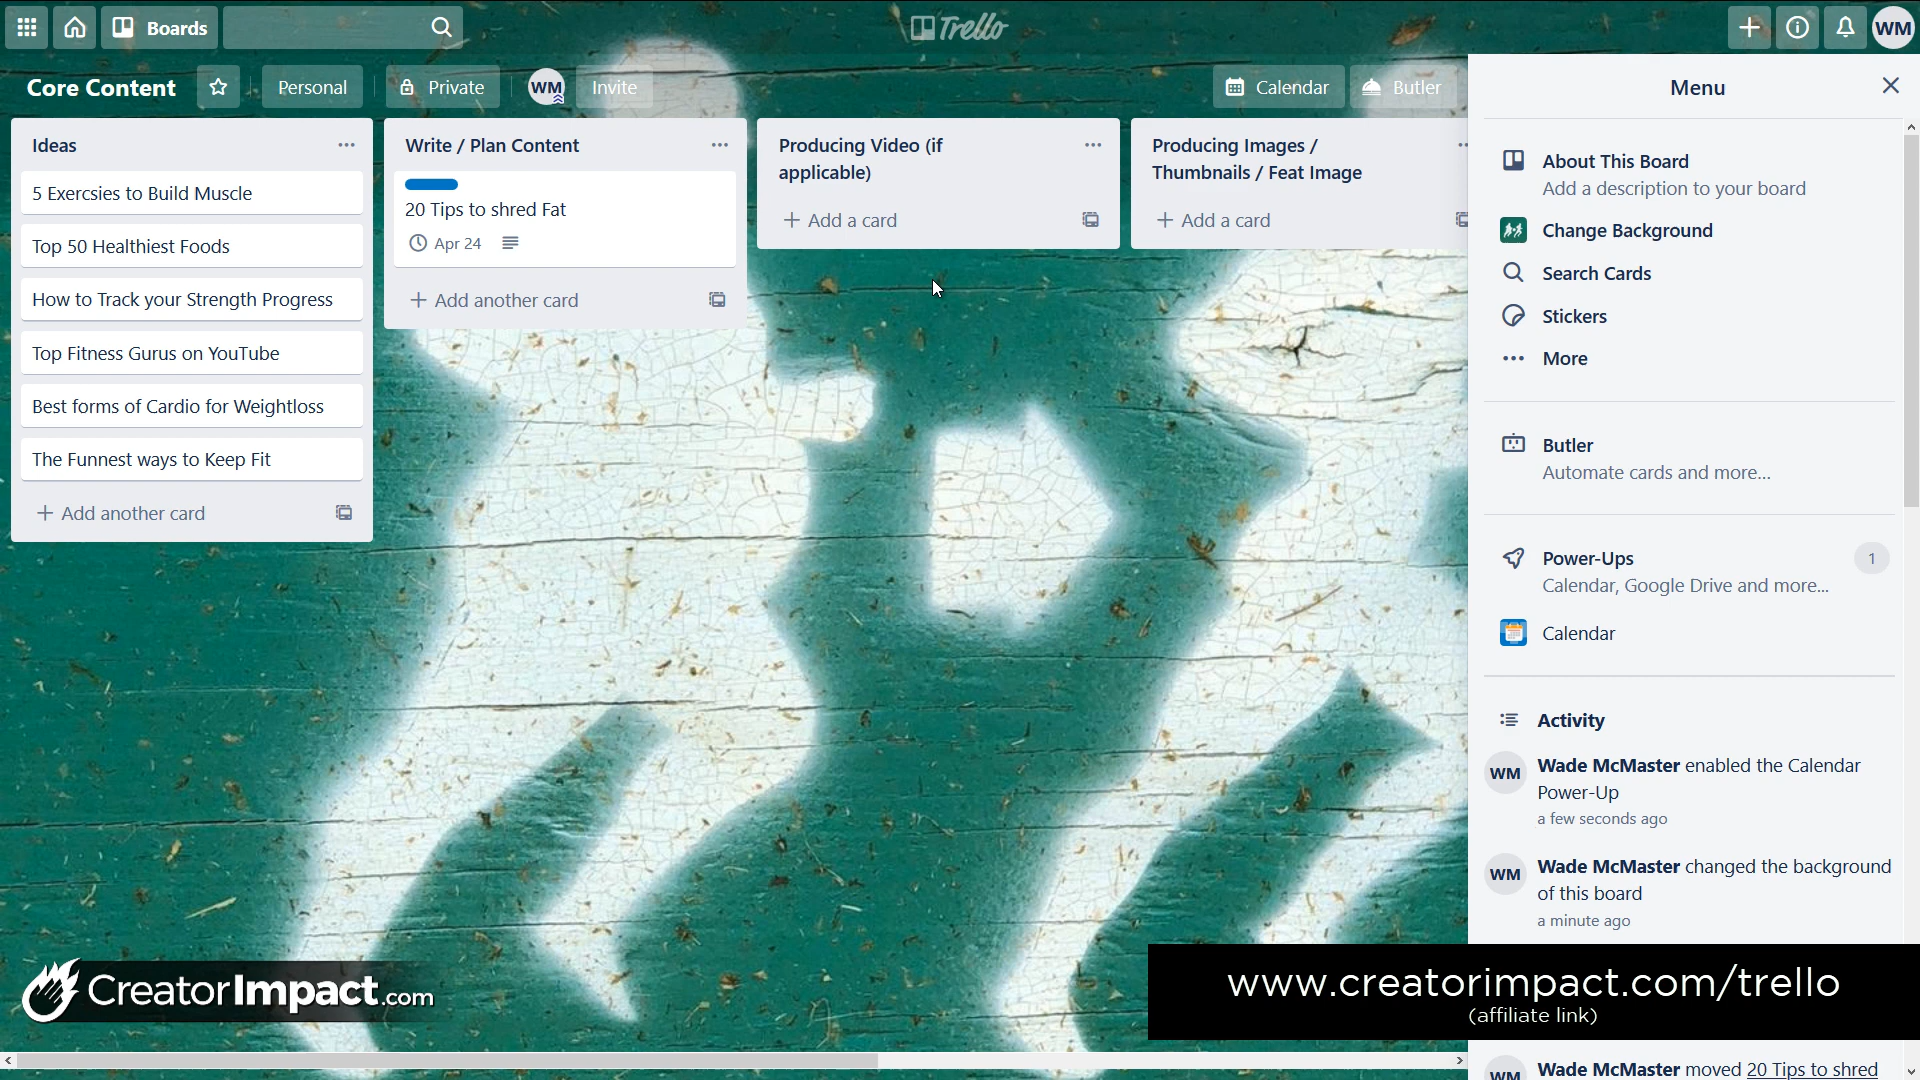 Boards
Trello
WM
Core Content
Personal
Private
WM
Invite
Calendar
Butler
Menu
Ideas
5 Exercsies to Build Muscle
Top 50 Healthiest Foods
How to Track your Strength Progress
Top Fitness Gurus on YouTube
Best forms of Cardio for Weightloss
The Funnest ways to Keep Fit
Add another card
Write / Plan Content
20 Tips to shred Fat
Apr 24
Add another card
Producing Video (if
applicable)
Add a card
Producing Images /
Thumbnails / Feat Image
Add a card
About This Board
Add a description to your board
Change Background
Search Cards
Stickers
More
Butler
Automate cards and more...
Power-Ups
1
Calendar, Google Drive and more...
Calendar
Activity
WM
Wade McMaster enabled the Calendar
Power-Up
a few seconds ago
WM
Wade McMaster changed the background
of this board
a minute ago
WM
Wade McMaster moved 20 Tips to shred
CreatorImpact.com
www.creatorimpact.com/trello
(affiliate link)